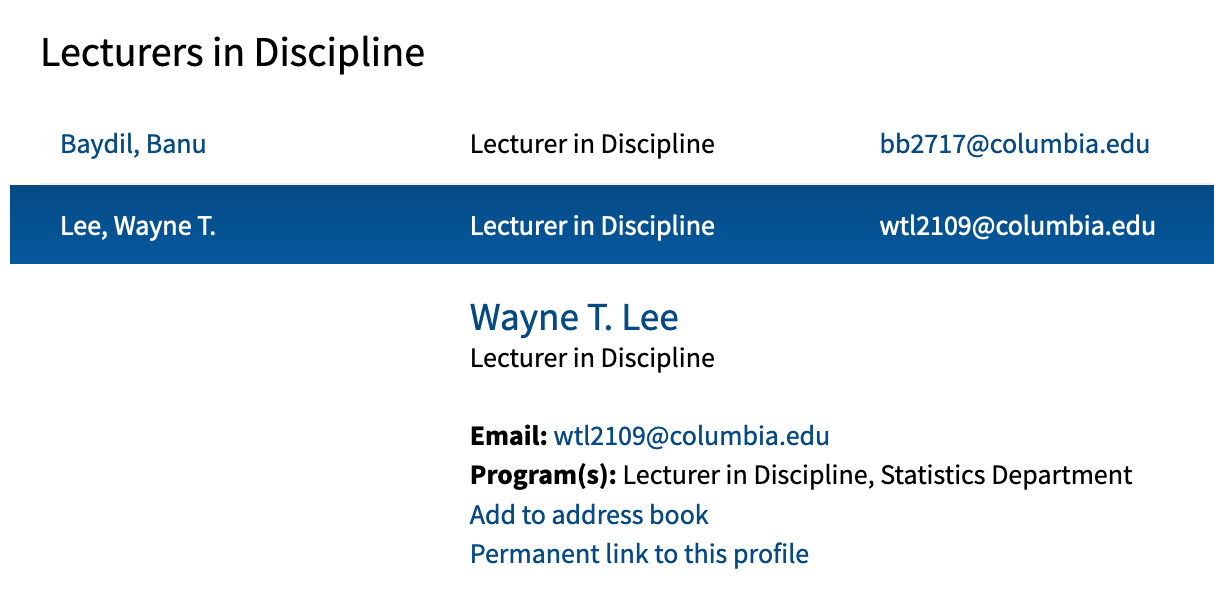 Lecturers in Discipline
Baydil, Banu Lecturer in Discipline bb2717@columbia.edu
Lee, Wayne T. Lecturer in Discipline wtl2109@columbia.edu
Wayne T. Lee
Lecturer in Discipline
Email: wtl2109@columbia.edu
Program(s): Lecturer in Discipline, Statistics Department
Add to address book
Permanent link to this profile